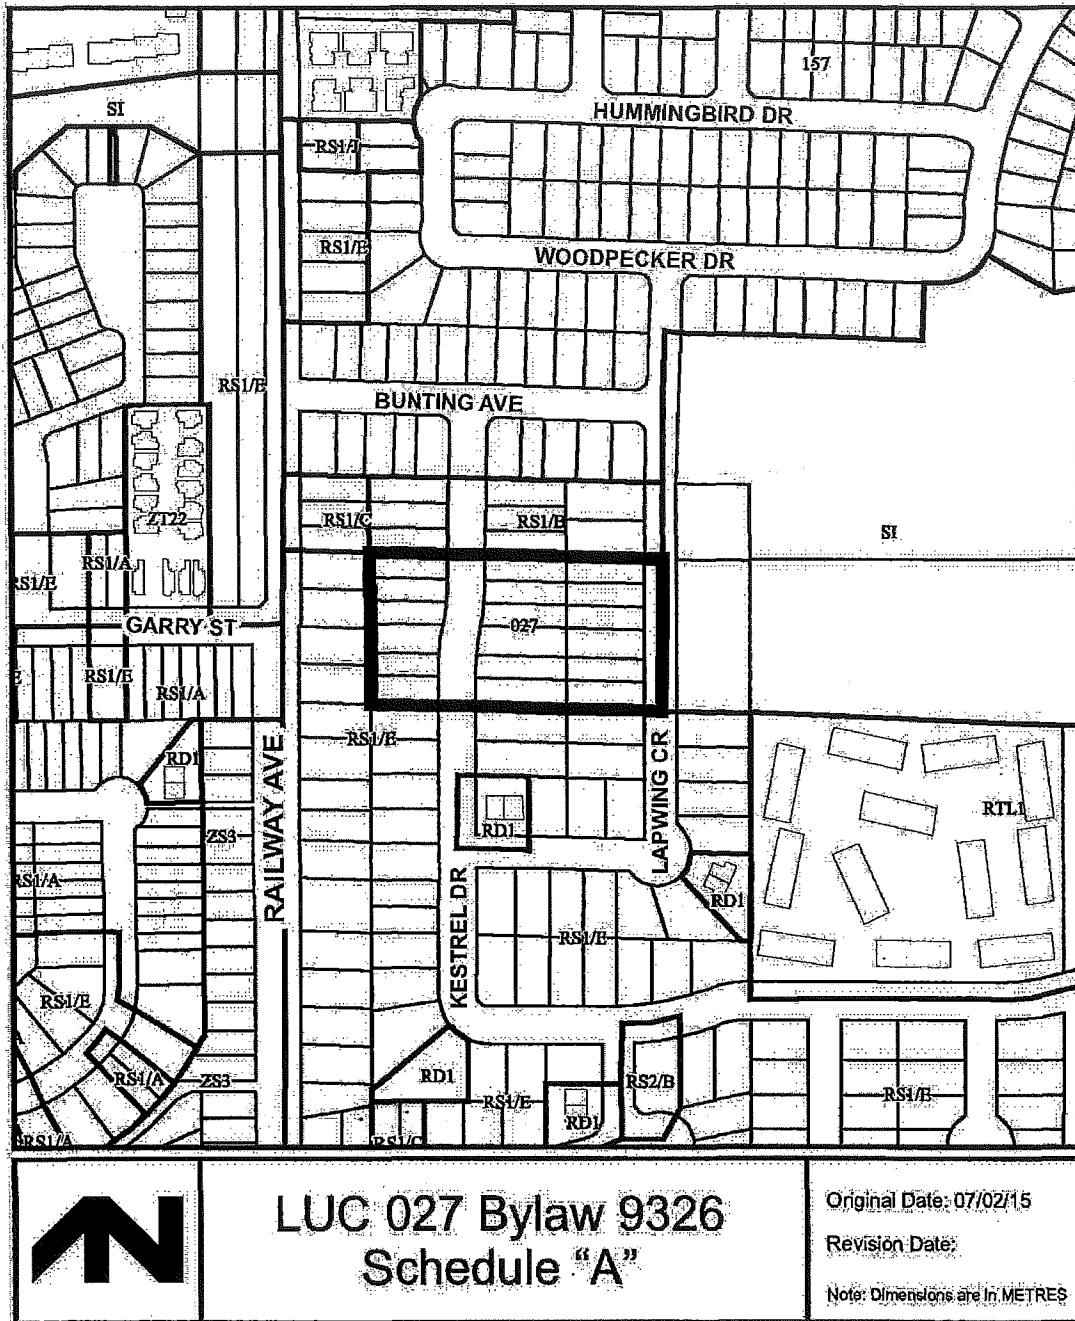 157
SI
HUMMINGBIRD DR
RS1/J
RS1/E
WOODPECKER DR
RS1/E
BUNTING AVE
ZT22
RS1/C
RS1/B
SI
RS1/E
RS1/A
GARRY ST
027
RS1/E
RS1/A
RS1/E
RD1
RAILWAY AVE
LAPWING CR
ZS3
RD1
RTL1
RS1/A
RD1
KESTREL DR
RS1/E
RS1/E
RS1/A
ZS3
RD1
RS2/B
RS1/E
RS1/E
RD1
RS1/A
RS1/C
N
LUC 027 Bylaw 9326
Schedule "A"
Original Date: 07/02/15
Revision Date:
Note: Dimensions are in METRES